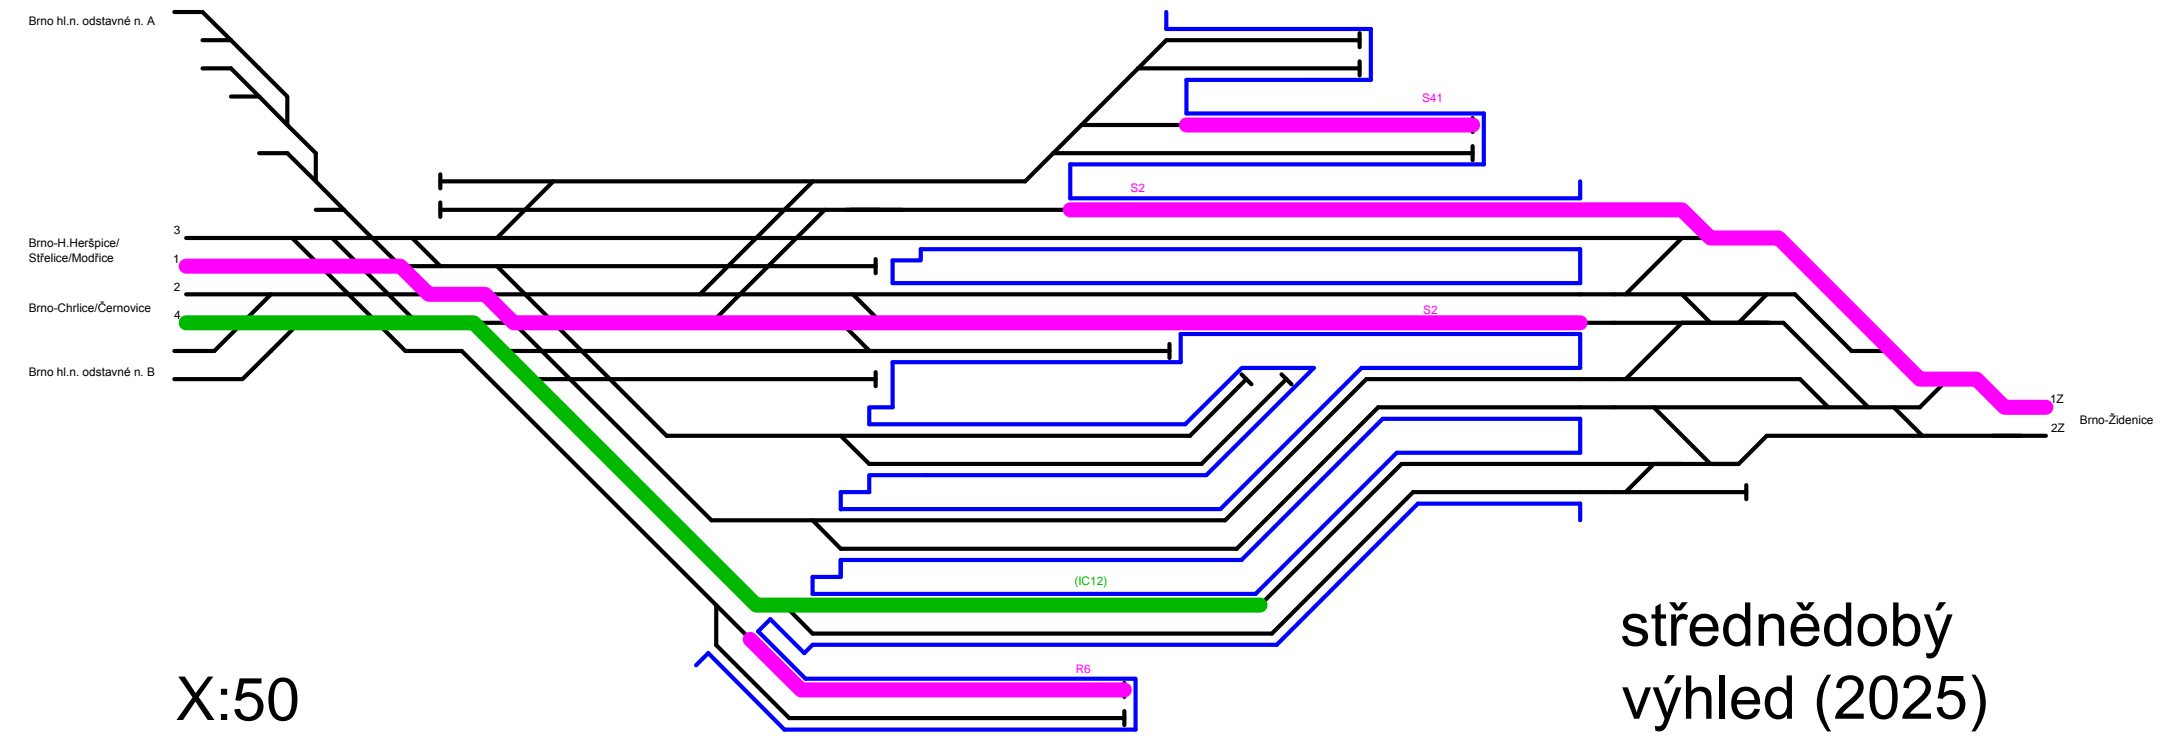 Brno hl.n. odstavné n. A
S41
S2
3
Brno-H.Heršpice/
Střelice/Modřice
1
2
Brno-Chrlice/Černovice
4
S2
Brno hl.n. odstavné n. B
1Z
Brno-Židenice
2Z
(IC12)
R6
X:50
střednědobý
výhled (2025)